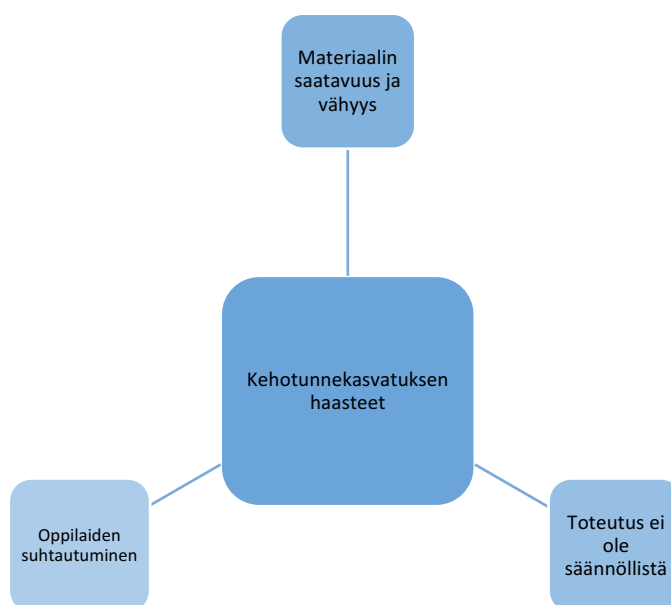 Materiaalin
saatavuus ja
vähyys
Kehotunnekasvatuksen
haasteet
Oppilaiden
suhtautuminen
Toteutus ei
ole
säännöllistä